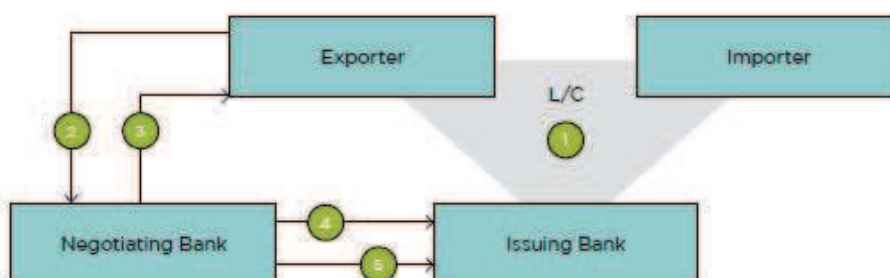 Exporter
Importer
L/C
1
2
3
Negotiating Bank
4
5
Issuing Bank